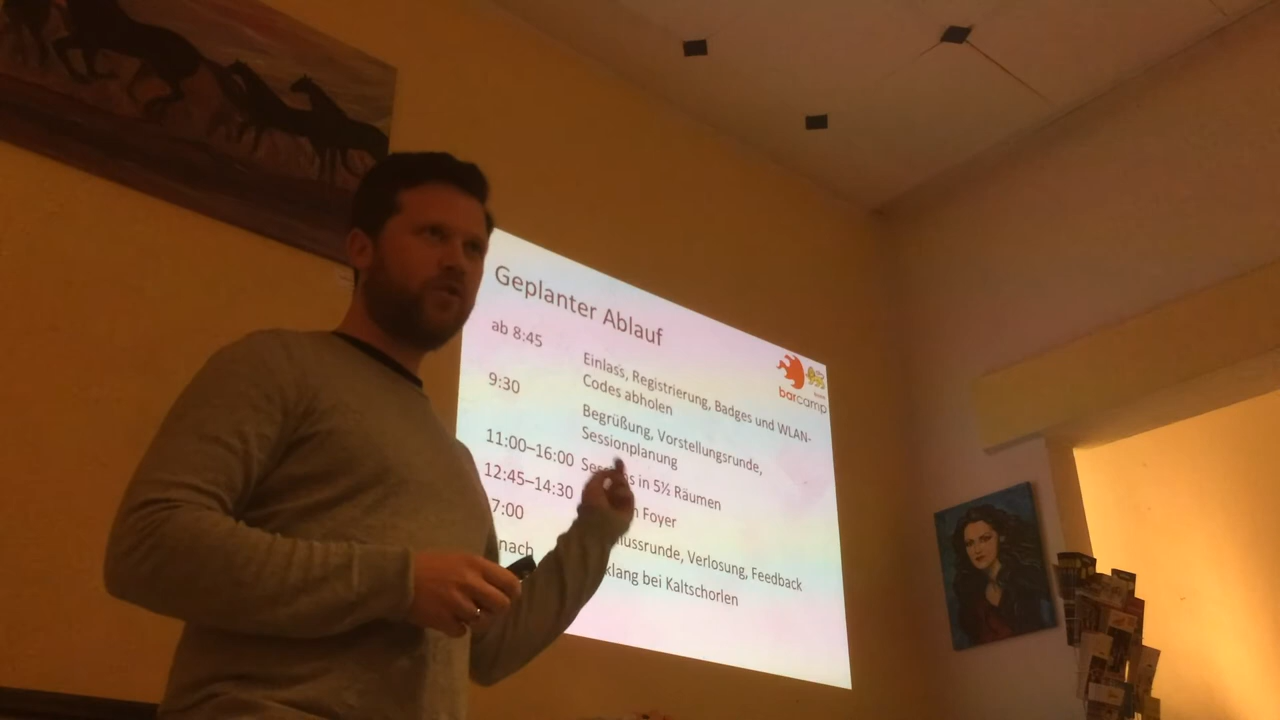 Geplanter Ablauf
barcamp
ab 8:45
Einlass, Registrierung, Badges und WLAN-
Codes abholen
9:30
Begrüßung, Vorstellungsrunde,
Sessionplanung
11:00–16:00
in 5½ Räumen
12:45–14:30
Foyer
7:00
ussrunde, Verlosung, Feedback
nach
klang bei Kaltschorlen